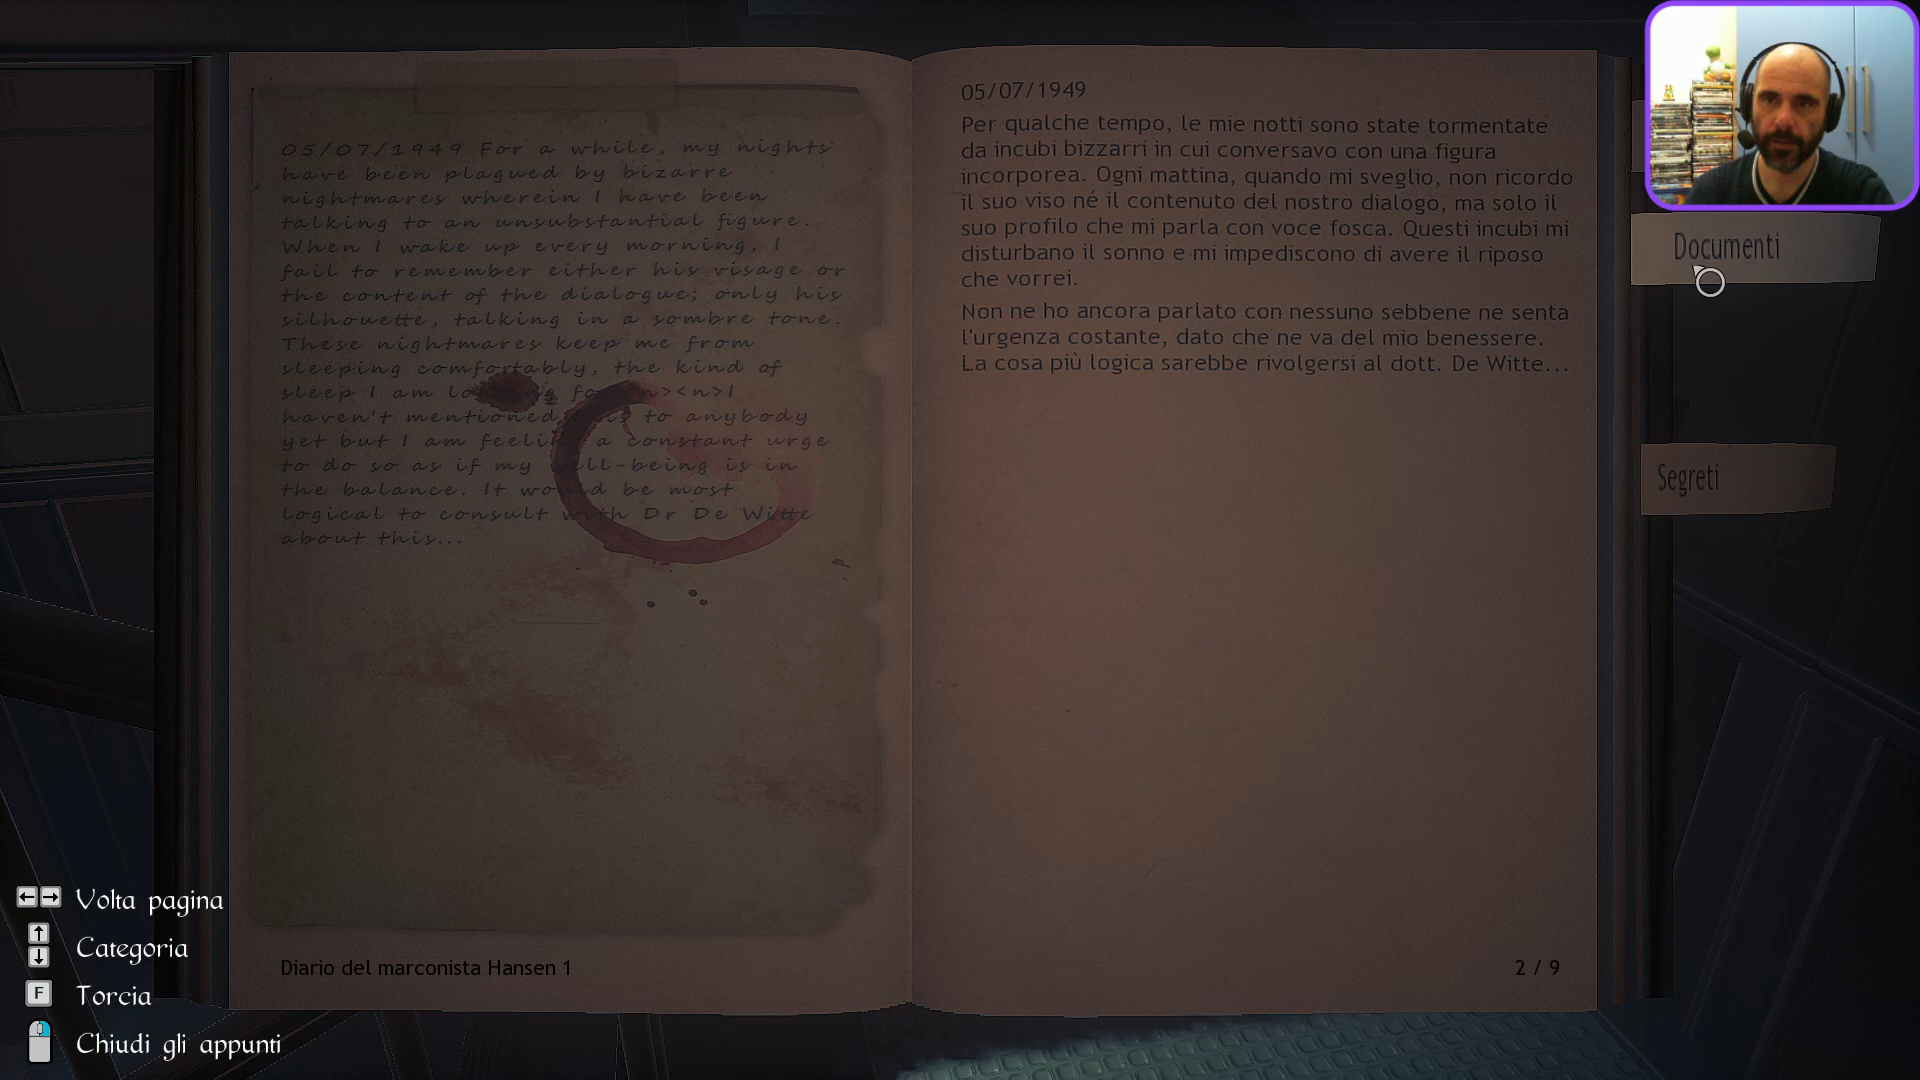 05/07/1949 For a while, my nights
have been plagued by bizarre
nightmares wherein I have been
talking to an unsubstantial figure.
When I wake up every morning, I
fail to remember either his visage or
the content of the dialogue; only his
silhouette, talking in a sombre tone.
These nightmares keep me from
sleeping comfortably, the kind of
sleep I am fo n><n>I
haven't mentioned to anybody
yet but I am a constant urge
to do so as if my being is in
the balance. It would be most
logical to consult with Dr De Witte
about this...
Diario del marconista Hansen 1
05/07/1949
Per qualche tempo, le mie notti sono state tormentate
da incubi bizzarri in cui conversavo con una figura
incorporea. Ogni mattina, quando mi sveglio, non ricordo
il suo viso né il contenuto del nostro dialogo, ma solo il
suo profilo che mi parla con voce fosca. Questi incubi mi
disturbano il sonno e mi impediscono di avere il riposo
che vorrei.
Non ne ho ancora parlato con nessuno sebbene ne senta
l'urgenza costante, dato che ne va del mio benessere.
La cosa più logica sarebbe rivolgersi al dott. De Witte...
2 / 9
Documenti
Segreti
Volta pagina
Categoria
F Torcia
Chiudi gli appunti